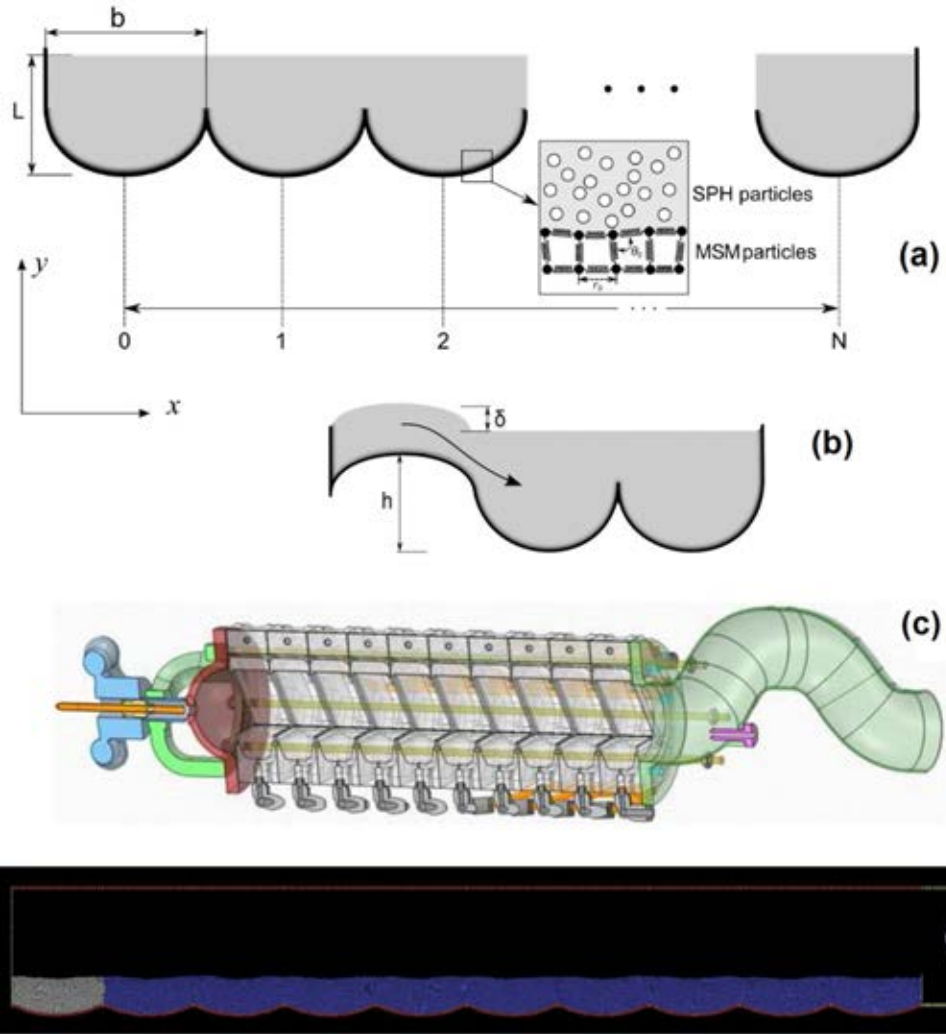 b
L
SPH particles
θ₀
MSM particles
r₀
(a)
y
0
1
2
N
x
δ
(b)
h
(c)